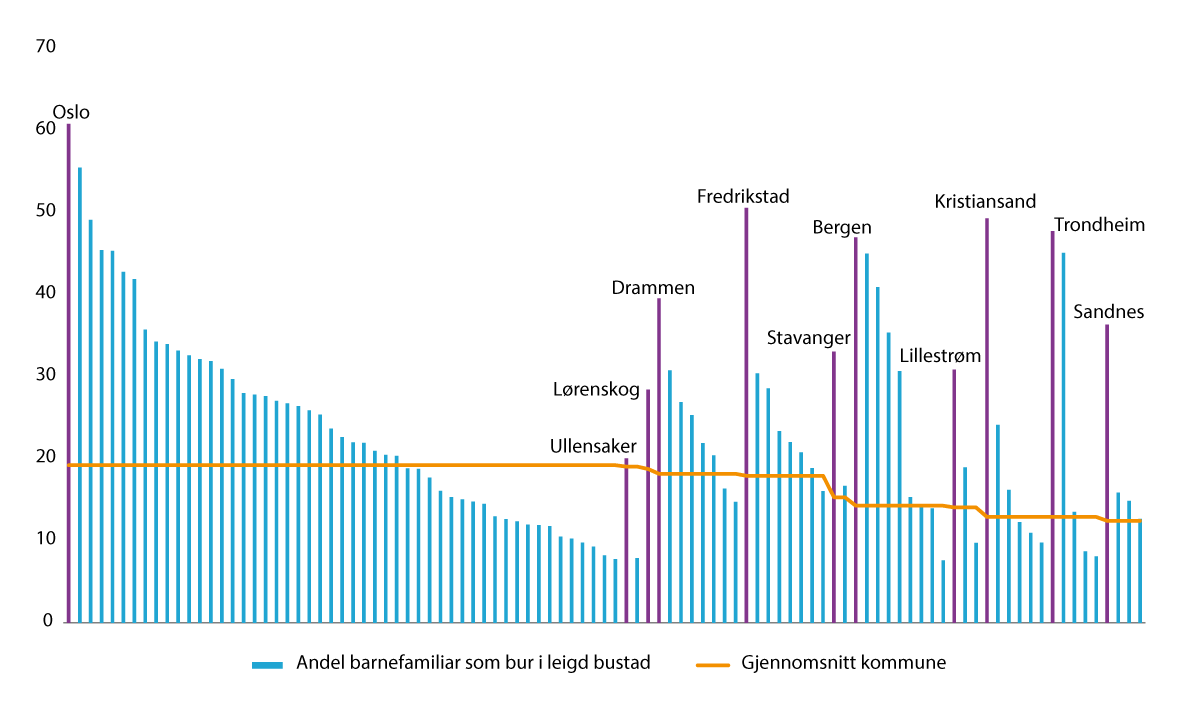 70
60
50
40
30
20
10
0
Oslo
Ullensaker
Lørenskog
Drammen
Fredrikstad
Stavanger
Bergen
Lillestrøm
Kristiansand
Trondheim
Sandnes
Andel barnefamiliar som bur i leigd bustad
Gjennomsnitt kommune